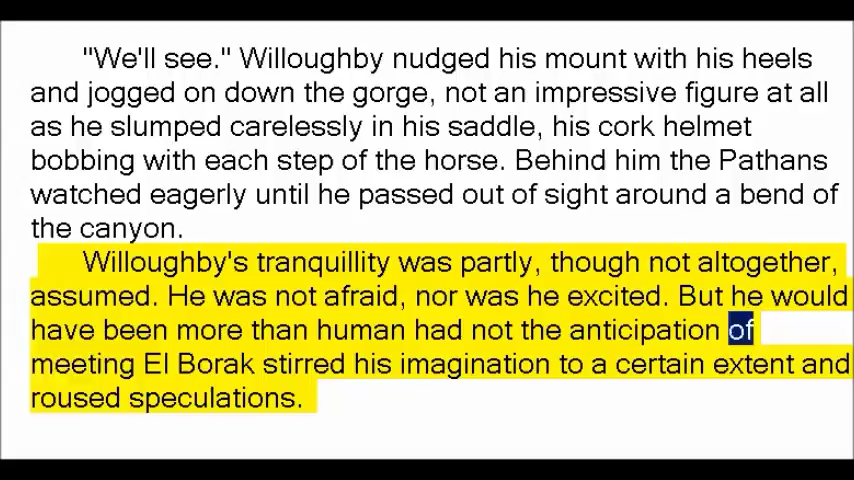 "We'll see." Willoughby nudged his mount with his heels
and jogged on down the gorge, not an impressive figure at all
as he slumped carelessly in his saddle, his cork helmet
bobbing with each step of the horse. Behind him the Pathans
watched eagerly until he passed out of sight around a bend of
the canyon.
Willoughby's tranquillity was partly, though not altogether,
assumed. He was not afraid, nor was he excited. But he would
have been more than human had not the anticipation of
meeting El Borak stirred his imagination to a certain extent and
roused speculations.